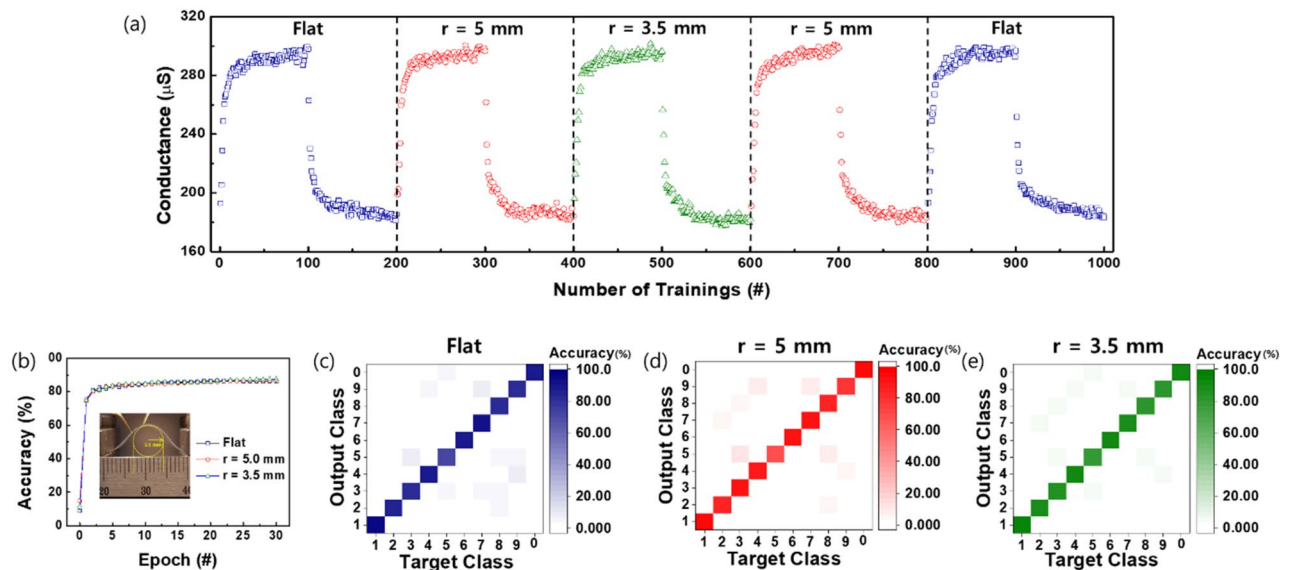 (a)
Flat
r = 5 mm
r = 3.5 mm
r = 5 mm
Flat
320
280
240
200
160
Conductance (μS)
0 100 200 300 400 500 600 700 800 900 1000
Number of Trainings (#)
(b)
00
80
60
40
20
0
Accuracy (%)
Flat
r = 5.0 mm
r = 3.5 mm
20 30
0 5 10 15 20 25 30
Epoch (#)
(c)
Flat
Accuracy(%)
100.0
80.00
60.00
40.00
20.00
0.000
Output Class
0
9
8
7
6
5
4
3
2
1
1 2 3 4 5 6 7 8 9 0
Target Class
(d)
r = 5 mm
Accuracy(%)
100.0
80.00
60.00
40.00
20.00
0.000
Output Class
0
9
8
7
6
5
4
3
2
1
1 2 3 4 5 6 7 8 9 0
Target Class
(e)
r = 3.5 mm
Accuracy(%)
100.0
80.00
60.00
40.00
20.00
0.000
Output Class
0
9
8
7
6
5
4
3
2
1
1 2 3 4 5 6 7 8 9 0
Target Class